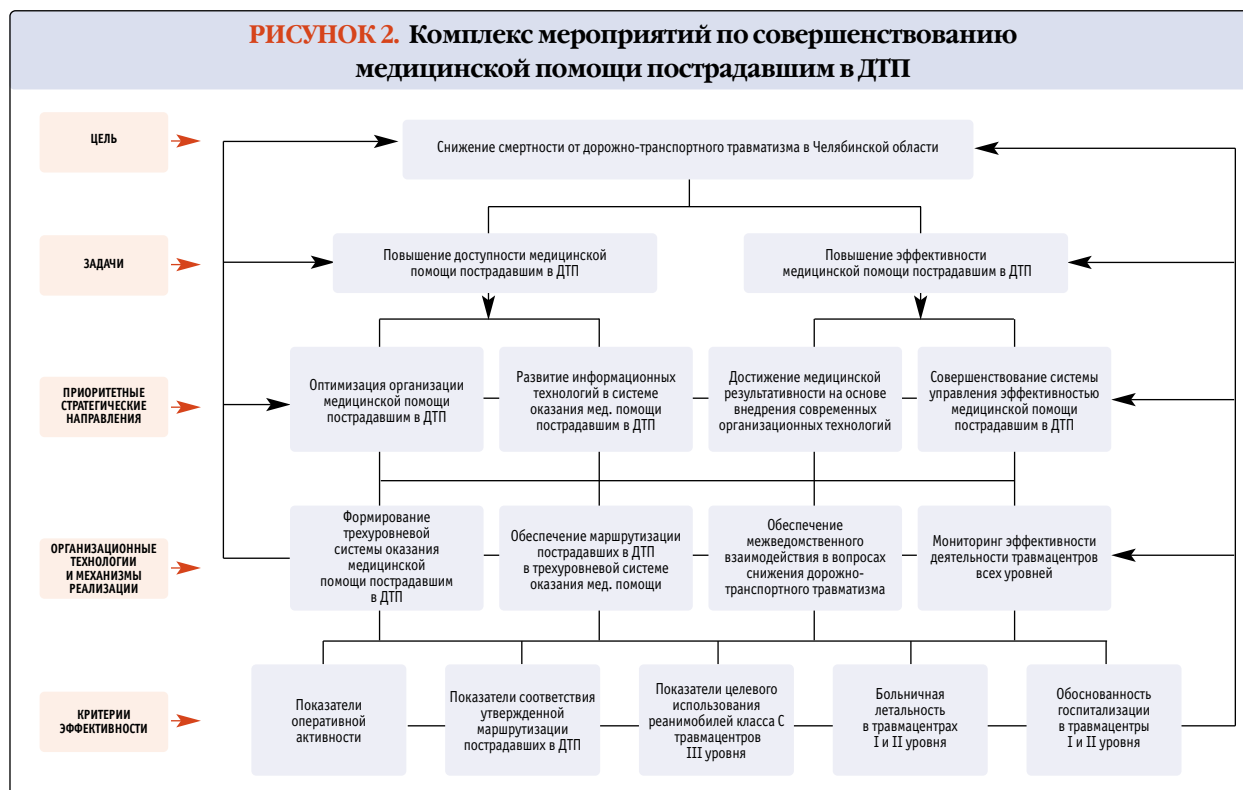 РИСУНОК 2. Комплекс мероприятий по совершенствованию
медицинской помощи пострадавшим в ДТП
ЦЕЛЬ
Снижение смертности от дорожно-транспортного травматизма в Челябинской области
ЗАДАЧИ
Повышение доступности медицинской
помощи пострадавшим в ДТП
Повышение эффективности
медицинской помощи пострадавшим в ДТП
ПРИОРИТЕТНЫЕ
СТРАТЕГИЧЕСКИЕ
НАПРАВЛЕНИЯ
Оптимизация организации
медицинской помощи
пострадавшим в ДТП
Развитие информационных
технологий в системе
оказания мед. помощи
пострадавшим в ДТП
Достижение медицинской
результативности на основе
внедрения современных
организационных технологий
Совершенствование системы
управления эффективностью
медицинской помощи
пострадавшим в ДТП
ОРГАНИЗАЦИОННЫЕ
ТЕХНОЛОГИИ
И МЕХАНИЗМЫ
РЕАЛИЗАЦИИ
Формирование
трехуровневой
системы оказания
медицинской
помощи пострадавшим
в ДТП
Обеспечение маршрутизации
пострадавших в ДТП
в трехуровневой системе
оказания мед. помощи
Обеспечение
межведомственного
взаимодействия в вопросах
снижения дорожно-
транспортного травматизма
Мониторинг эффективности
деятельности травмацентров
всех уровней
КРИТЕРИИ
ЭФФЕКТИВНОСТИ
Показатели
оперативной
активности
Показатели соответствия
утвержденной
маршрутизации
пострадавших в ДТП
Показатели целевого
использования
реанимобилей класса С
травмацентров
III уровня
Больничная
летальность
в травмацентрах
I и II уровня
Обоснованность
госпитализации
в травмацентры
I и II уровня